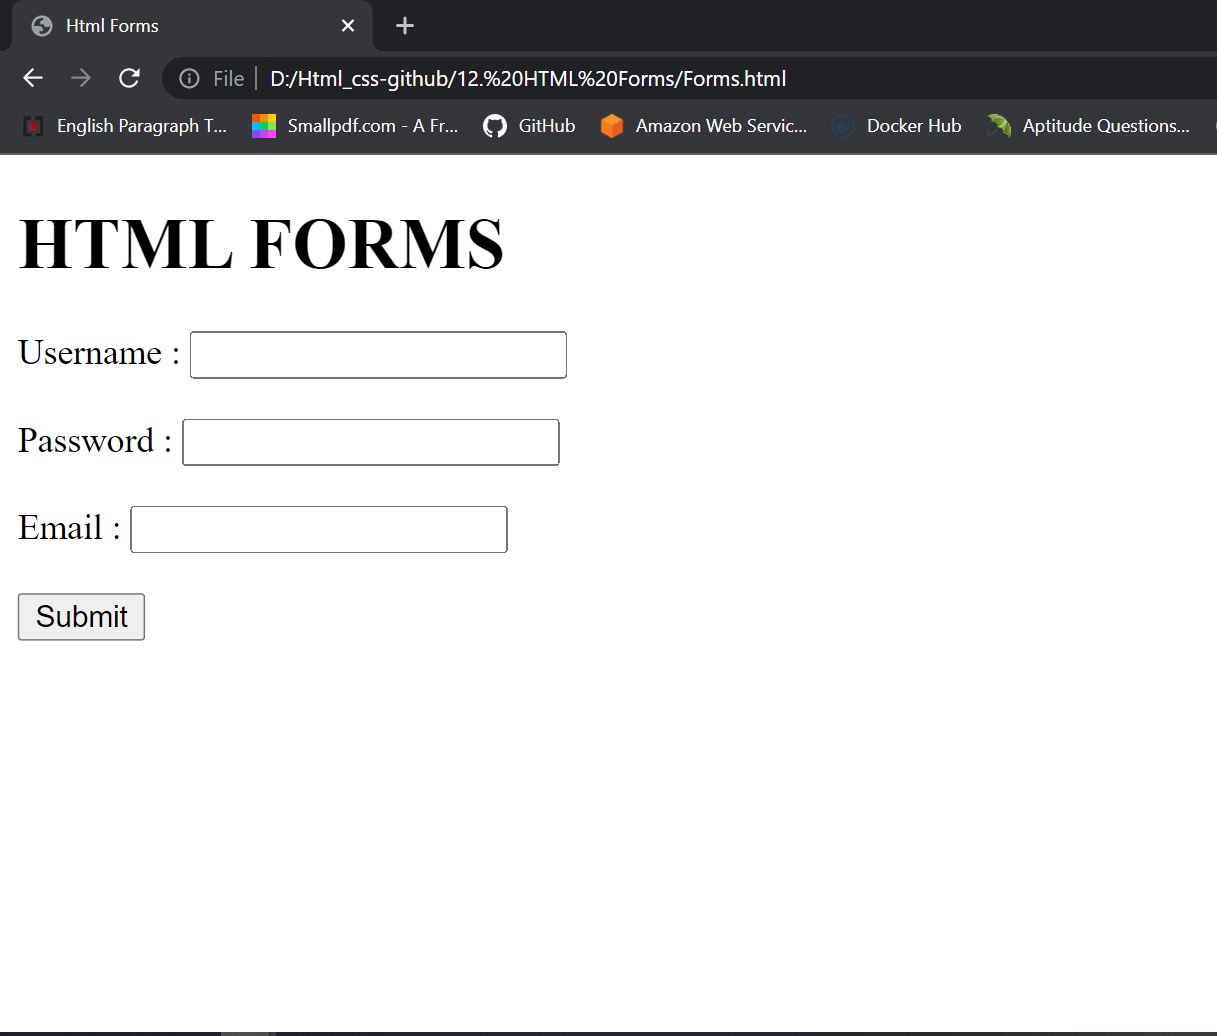 Html Forms
File D:/Html_css-github/12.%20HTML%20Forms/Forms.html
English Paragraph T... Smallpdf.com - A Fr... GitHub Amazon Web Servic... Docker Hub Aptitude Questions...
HTML FORMS
Username :
Password :
Email :
Submit